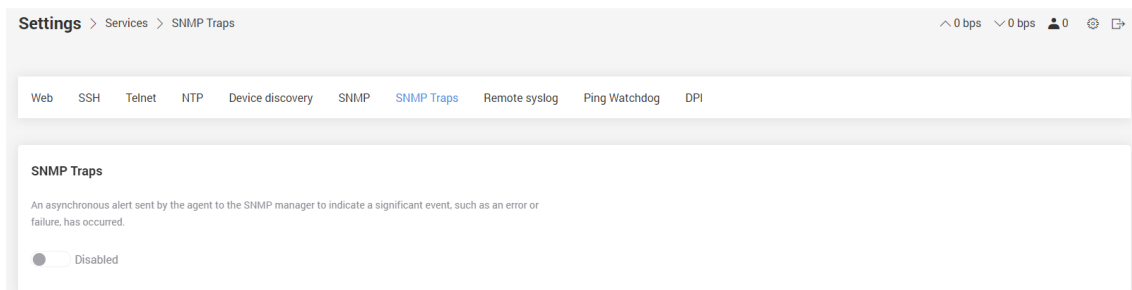 Settings > Services > SNMP Traps 0 bps 0 bps 0
Web SSH Telnet NTP Device discovery SNMP SNMP Traps Remote syslog Ping Watchdog DPI
SNMP Traps
An asynchronous alert sent by the agent to the SNMP manager to indicate a significant event, such as an error or
failure, has occurred.
Disabled